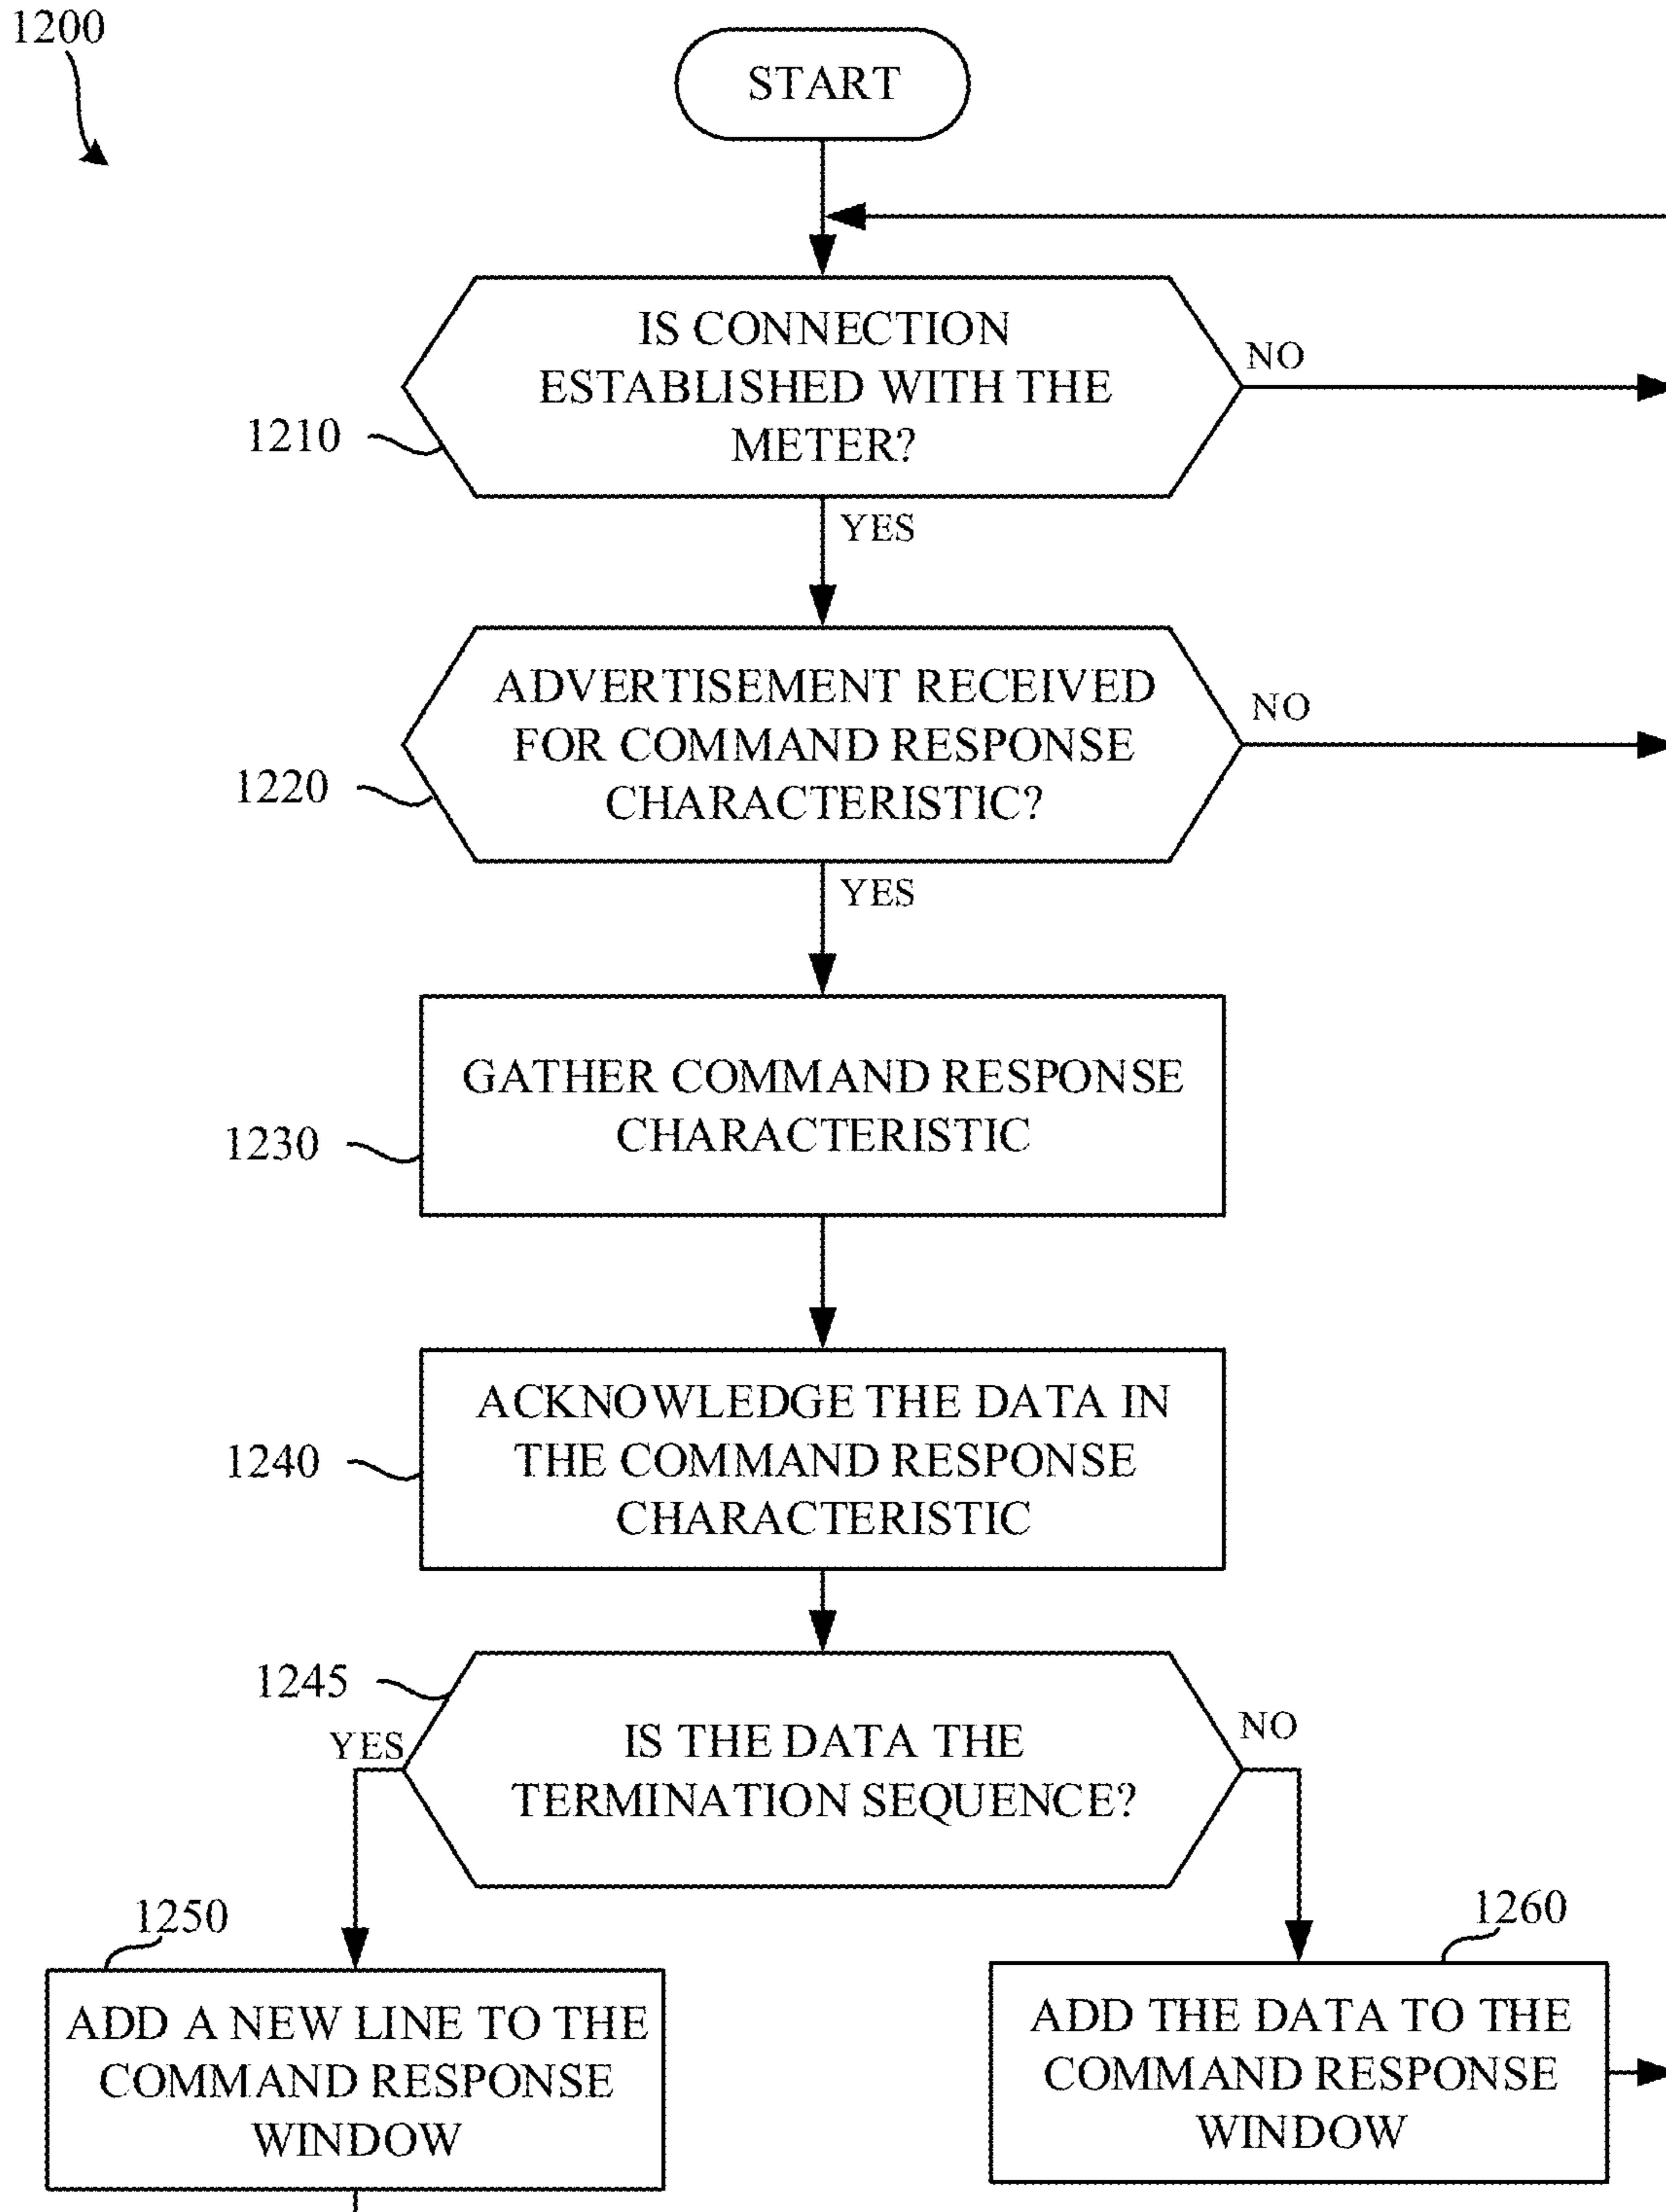 1200
START
IS CONNECTION
ESTABLISHED WITH THE
METER?
NO
1210
YES
ADVERTISEMENT RECEIVED
FOR COMMAND RESPONSE
CHARACTERISTIC?
NO
1220
YES
GATHER COMMAND RESPONSE
CHARACTERISTIC
1230
ACKNOWLEDGE THE DATA IN
THE COMMAND RESPONSE
CHARACTERISTIC
1240
1245
YES
IS THE DATA THE
TERMINATION SEQUENCE?
NO
1250
ADD A NEW LINE TO THE
COMMAND RESPONSE
WINDOW
1260
ADD THE DATA TO THE
COMMAND RESPONSE
WINDOW